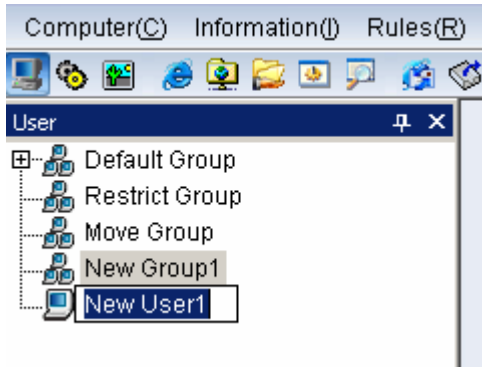 Computer(C) Information(I) Rules(R)
User
Default Group
Restrict Group
Move Group
New Group1
New User1